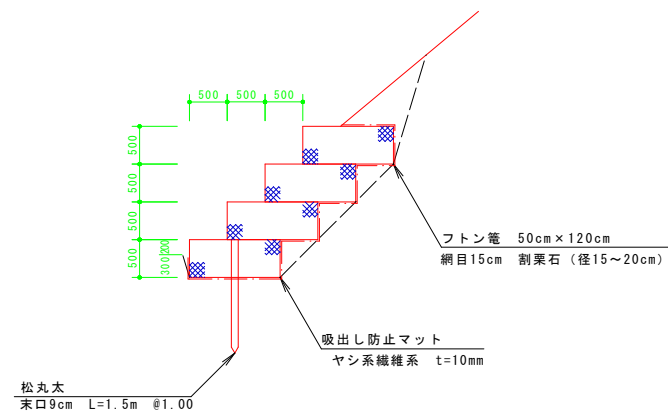 500 500 500
500
500
500
500
200
300
フトン篭 50cm×120cm
網目15cm 割栗石（径15～20cm）
吸出し防止マット
ヤシ系繊維系 t=10mm
松丸太
末口9cm L=1.5m @1.00